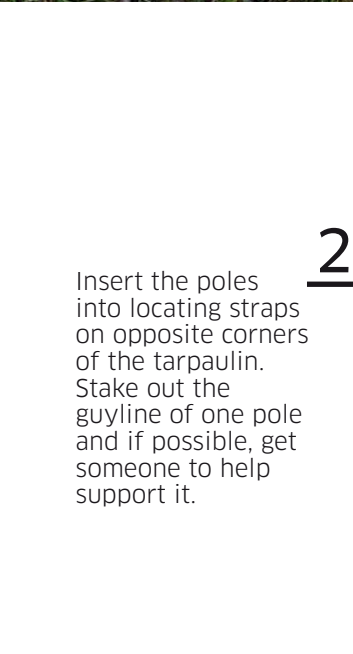 2
Insert the poles
into locating straps
on opposite corners
of the tarpaulin.
Stake out the
guyline of one pole
and if possible, get
someone to help
support it.